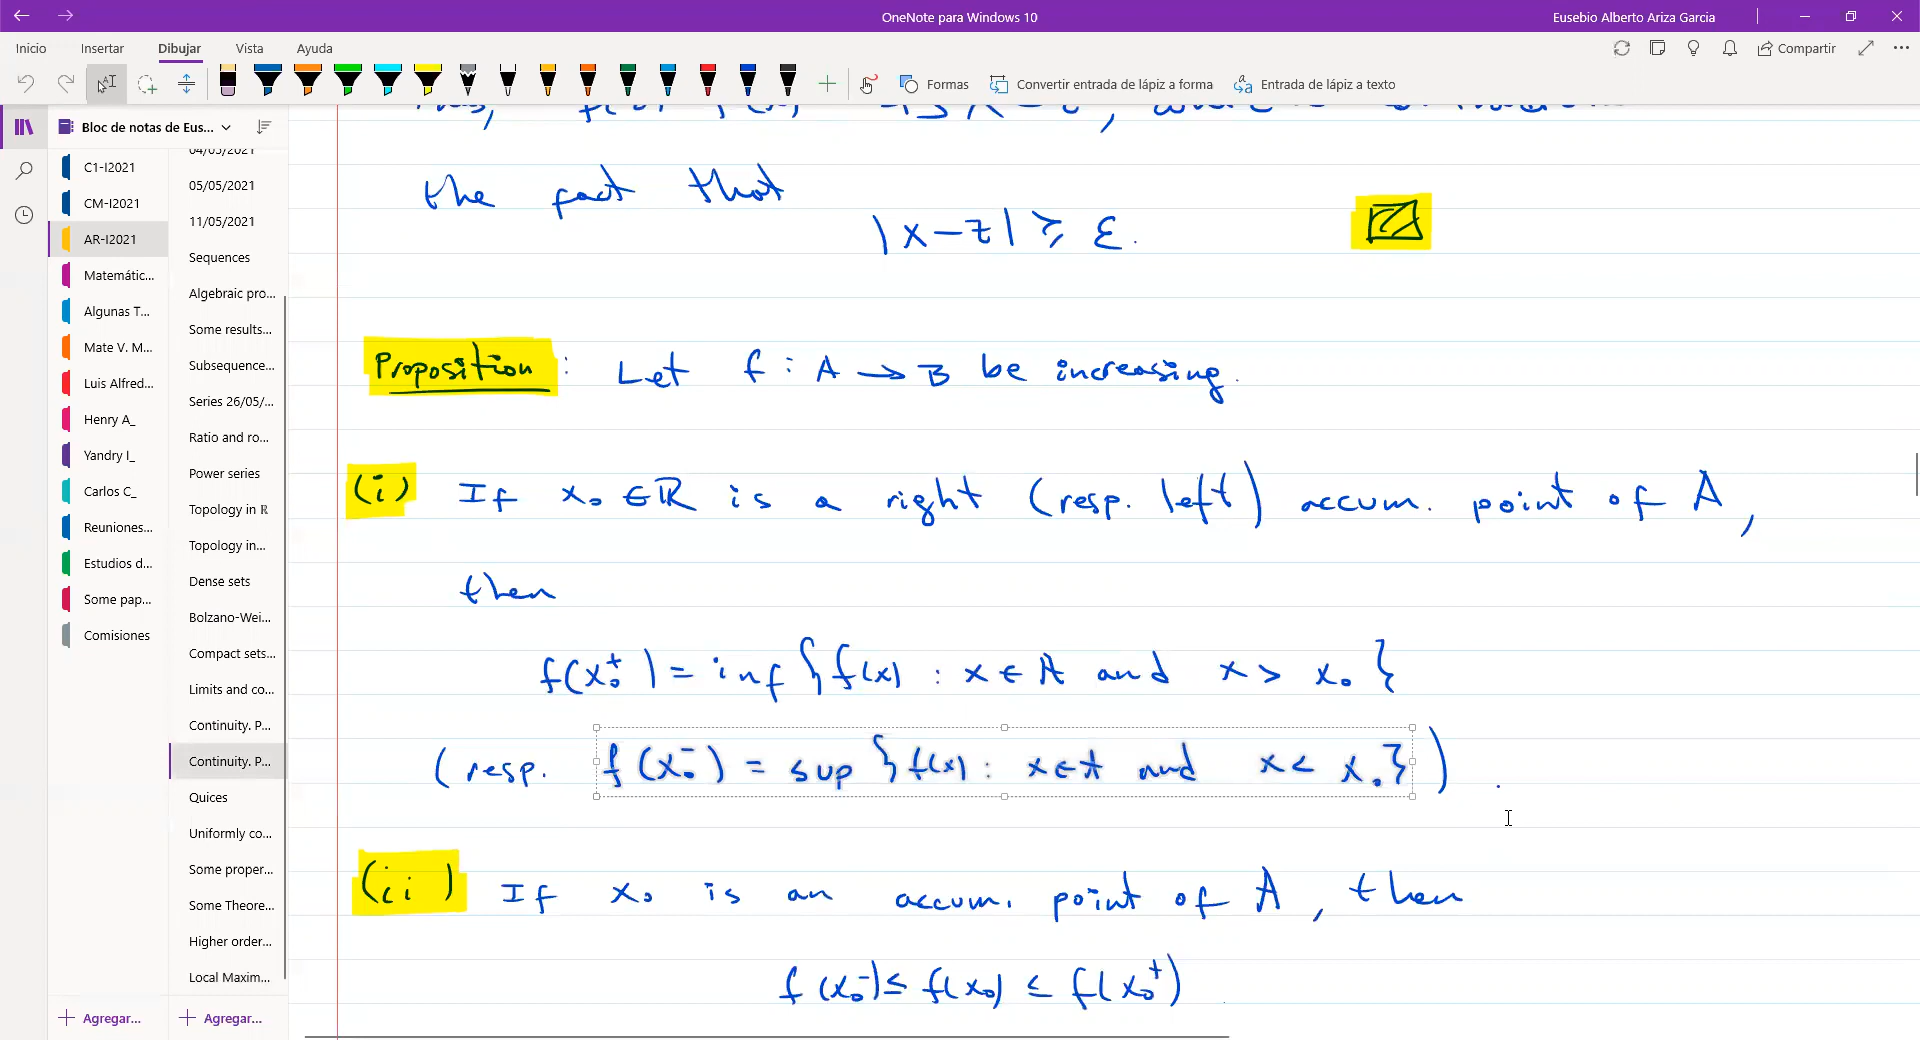 OneNote para Windows 10
Eusebio Alberto Ariza Garcia
Inicio Insertar Dibujar Vista Ayuda
Compartir
Formas Convertir entrada de lápiz a forma Entrada de lápiz a texto
Bloc de notas de Eus...
C1-I2021
CM-I2021
AR-I2021
Matemátic...
Algunas T...
Mate V. M...
Luis Alfred...
Henry A_
Yandry I_
Carlos C_
Reuniones...
Estudios d...
Some pap...
Comisiones
Agregar...
04/05/2021
05/05/2021
11/05/2021
Sequences
Algebraic pro...
Some results...
Subsequence...
Series 26/05/...
Ratio and ro...
Power series
Topology in ℝ
Topology in...
Dense sets
Bolzano-Wei...
Compact sets...
Limits and co...
Continuity. P...
Continuity. P...
Quices
Uniformly co...
Some proper...
Some Theore...
Higher order...
Local Maxim...
Agregar...
the fact that
|x-z| ⩾ ε.
Proposition: Let f: A → B be increasing.
(i) If x₀ ∈ ℝ is a right (resp. left) accum. point of A,
then
f(x₀⁺) = inf {f(x) : x ∈ A and x > x₀}
(resp. f(x₀⁻) = sup {f(x): x ∈ A and x < x₀}).
(ii) If x₀ is an accum. point of A, then
f(x₀⁻) ≤ f(x₀) ≤ f(x₀⁺)